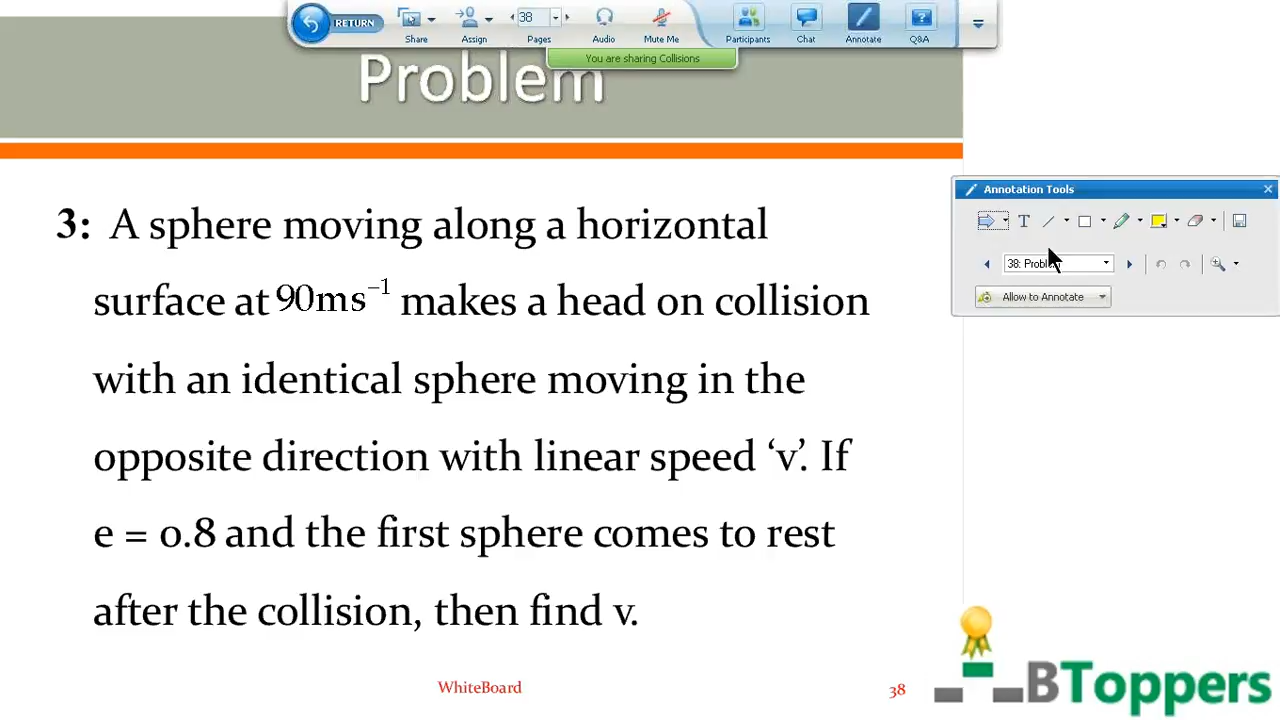 RETURN
Share
Assign
38
Pages
Audio
Mute Me
Participants
Chat
Annotate
Q&A
You are sharing Collisions
Problem
Annotation Tools
T
38: Problem
Allow to Annotate
3: A sphere moving along a horizontal
surface at 90ms⁻¹ makes a head on collision
with an identical sphere moving in the
opposite direction with linear speed ‘v’. If
e = 0.8 and the first sphere comes to rest
after the collision, then find v.
WhiteBoard
38
BToppers